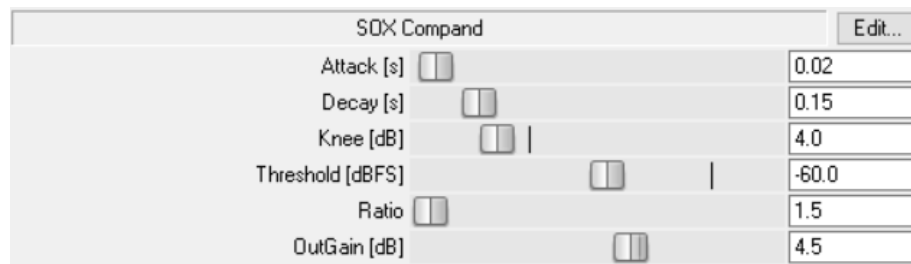 SOX Compand Edit...
Attack [s] 0.02
Decay [s] 0.15
Knee [dB] 4.0
Threshold [dBFS] -60.0
Ratio 1.5
OutGain [dB] 4.5